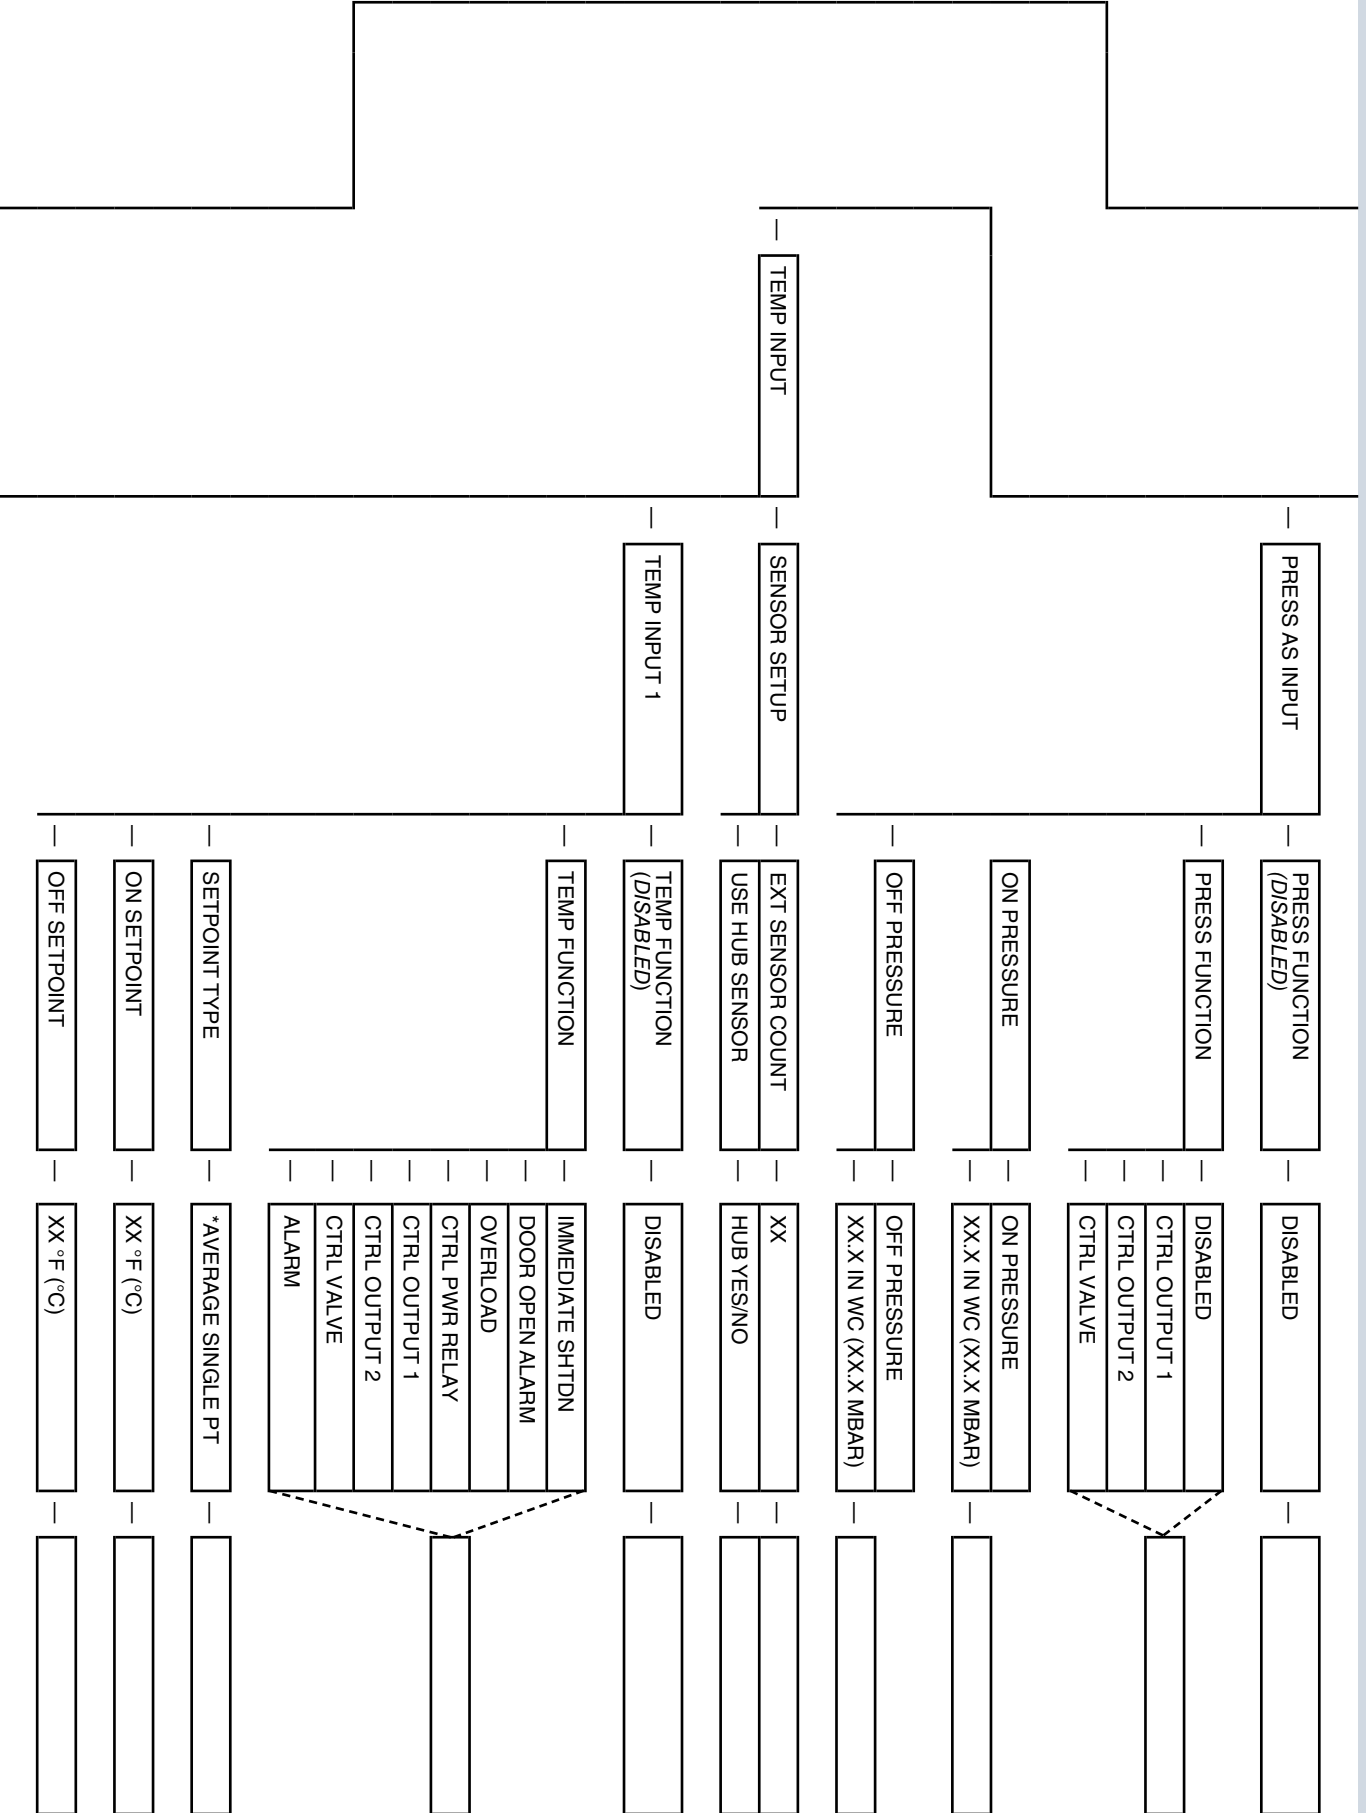 PRESS AS INPUT
PRESS FUNCTION
(DISABLED)
DISABLED
PRESS FUNCTION
DISABLED
CTRL OUTPUT 1
CTRL OUTPUT 2
CTRL VALVE
ON PRESSURE
ON PRESSURE
XX.X IN WC (XX.X MBAR)
OFF PRESSURE
OFF PRESSURE
XX.X IN WC (XX.X MBAR)
TEMP INPUT
SENSOR SETUP
EXT SENSOR COUNT
XX
USE HUB SENSOR
HUB YES/NO
TEMP INPUT 1
TEMP FUNCTION
(DISABLED)
DISABLED
TEMP FUNCTION
IMMEDIATE SHTDN
DOOR OPEN ALARM
OVERLOAD
CTRL PWR RELAY
CTRL OUTPUT 1
CTRL OUTPUT 2
CTRL VALVE
ALARM
SETPOINT TYPE
*AVERAGE SINGLE PT
ON SETPOINT
XX °F (°C)
OFF SETPOINT
XX °F (°C)